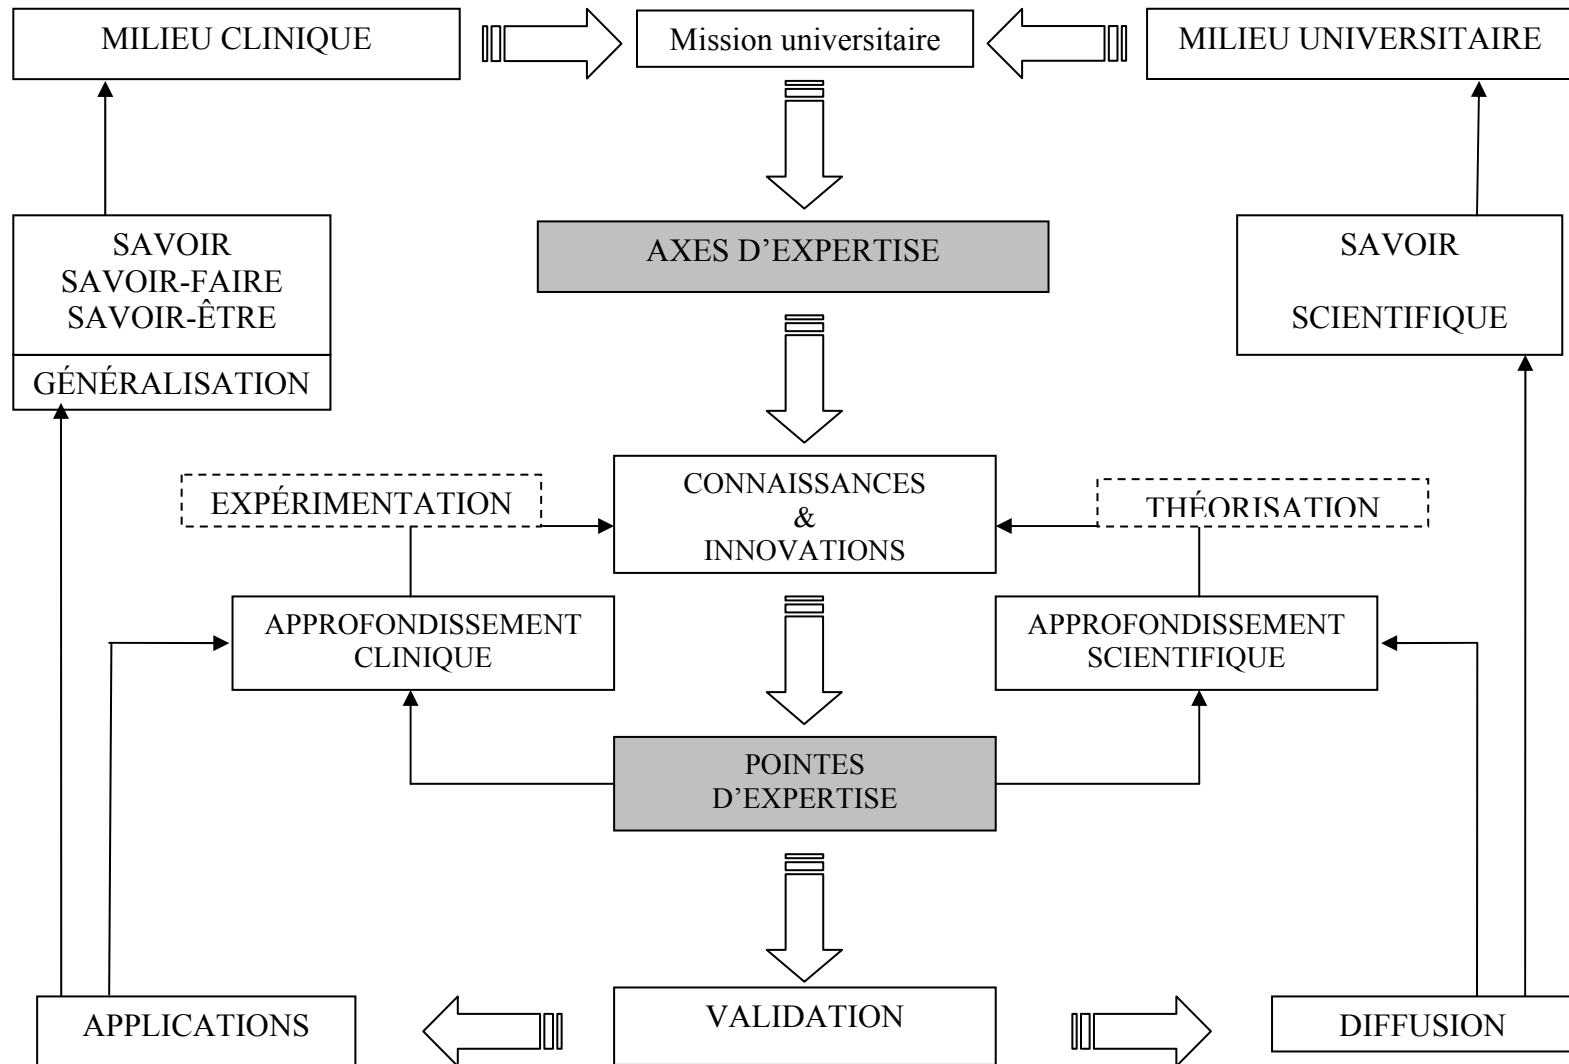 MILIEU CLINIQUE
Mission universitaire
MILIEU UNIVERSITAIRE
SAVOIR
SAVOIR-FAIRE
SAVOIR-ÊTRE
GÉNÉRALISATION
AXES D’EXPERTISE
SAVOIR
SCIENTIFIQUE
EXPÉRIMENTATION
CONNAISSANCES
&
INNOVATIONS
THÉORISATION
APPROFONDISSEMENT
CLINIQUE
APPROFONDISSEMENT
SCIENTIFIQUE
POINTES
D’EXPERTISE
APPLICATIONS
VALIDATION
DIFFUSION